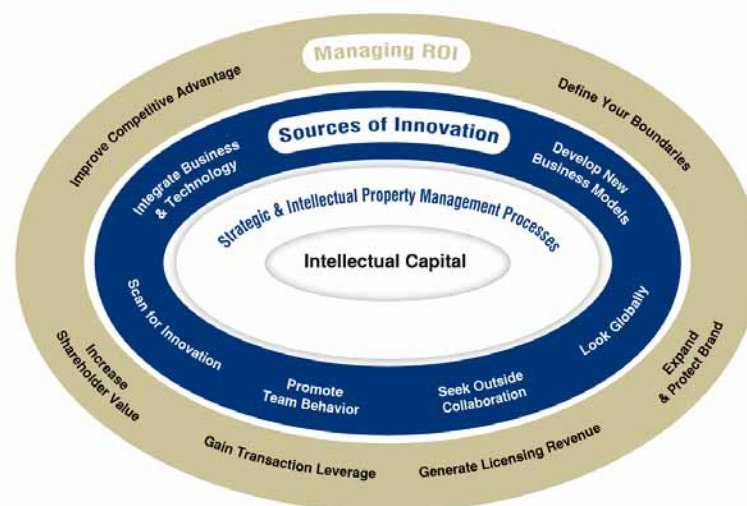 Managing ROI
Improve Competitive Advantage
Define Your Boundaries
Sources of Innovation
Integrate Business
& Technology
Develop New
Business Models
Strategic & Intellectual Property Management Processes
Intellectual Capital
Scan for Innovation
Look Globally
Promote
Team Behavior
Seek Outside
Collaboration
Increase
Shareholder Value
Expand
& Protect Brand
Gain Transaction Leverage
Generate Licensing Revenue